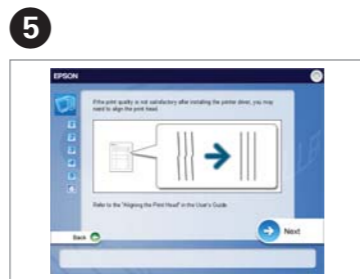 5
EPSON
If the print quality is not satisfactory after installing the printer driver, you may
need to align the print head.
Refer to the "Aligning the Print Head" in the User's Guide.
Back
Next